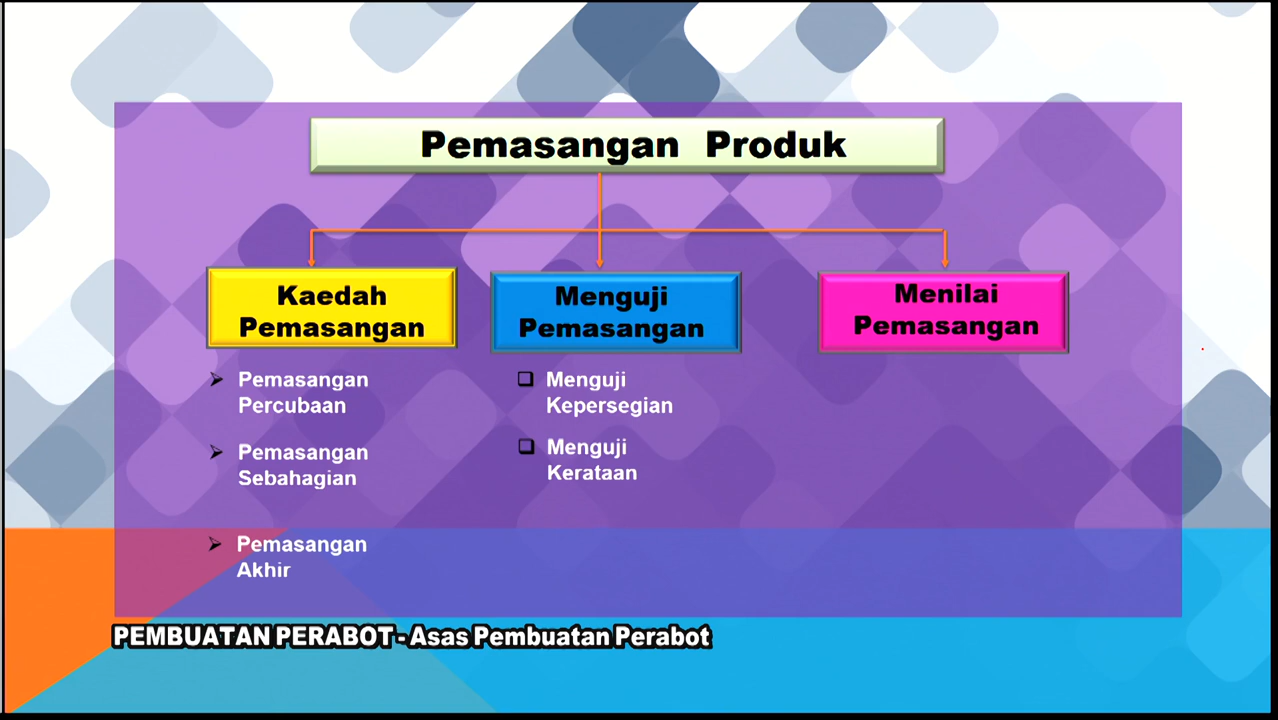 Pemasangan Produk
Kaedah
Pemasangan
Pemasangan
Percubaan
Pemasangan
Sebahagian
Pemasangan
Akhir
Menguji
Pemasangan
Menguji
Kepersegian
Menguji
Kerataan
Menilai
Pemasangan
PEMBUATAN PERABOT - Asas Pembuatan Perabot